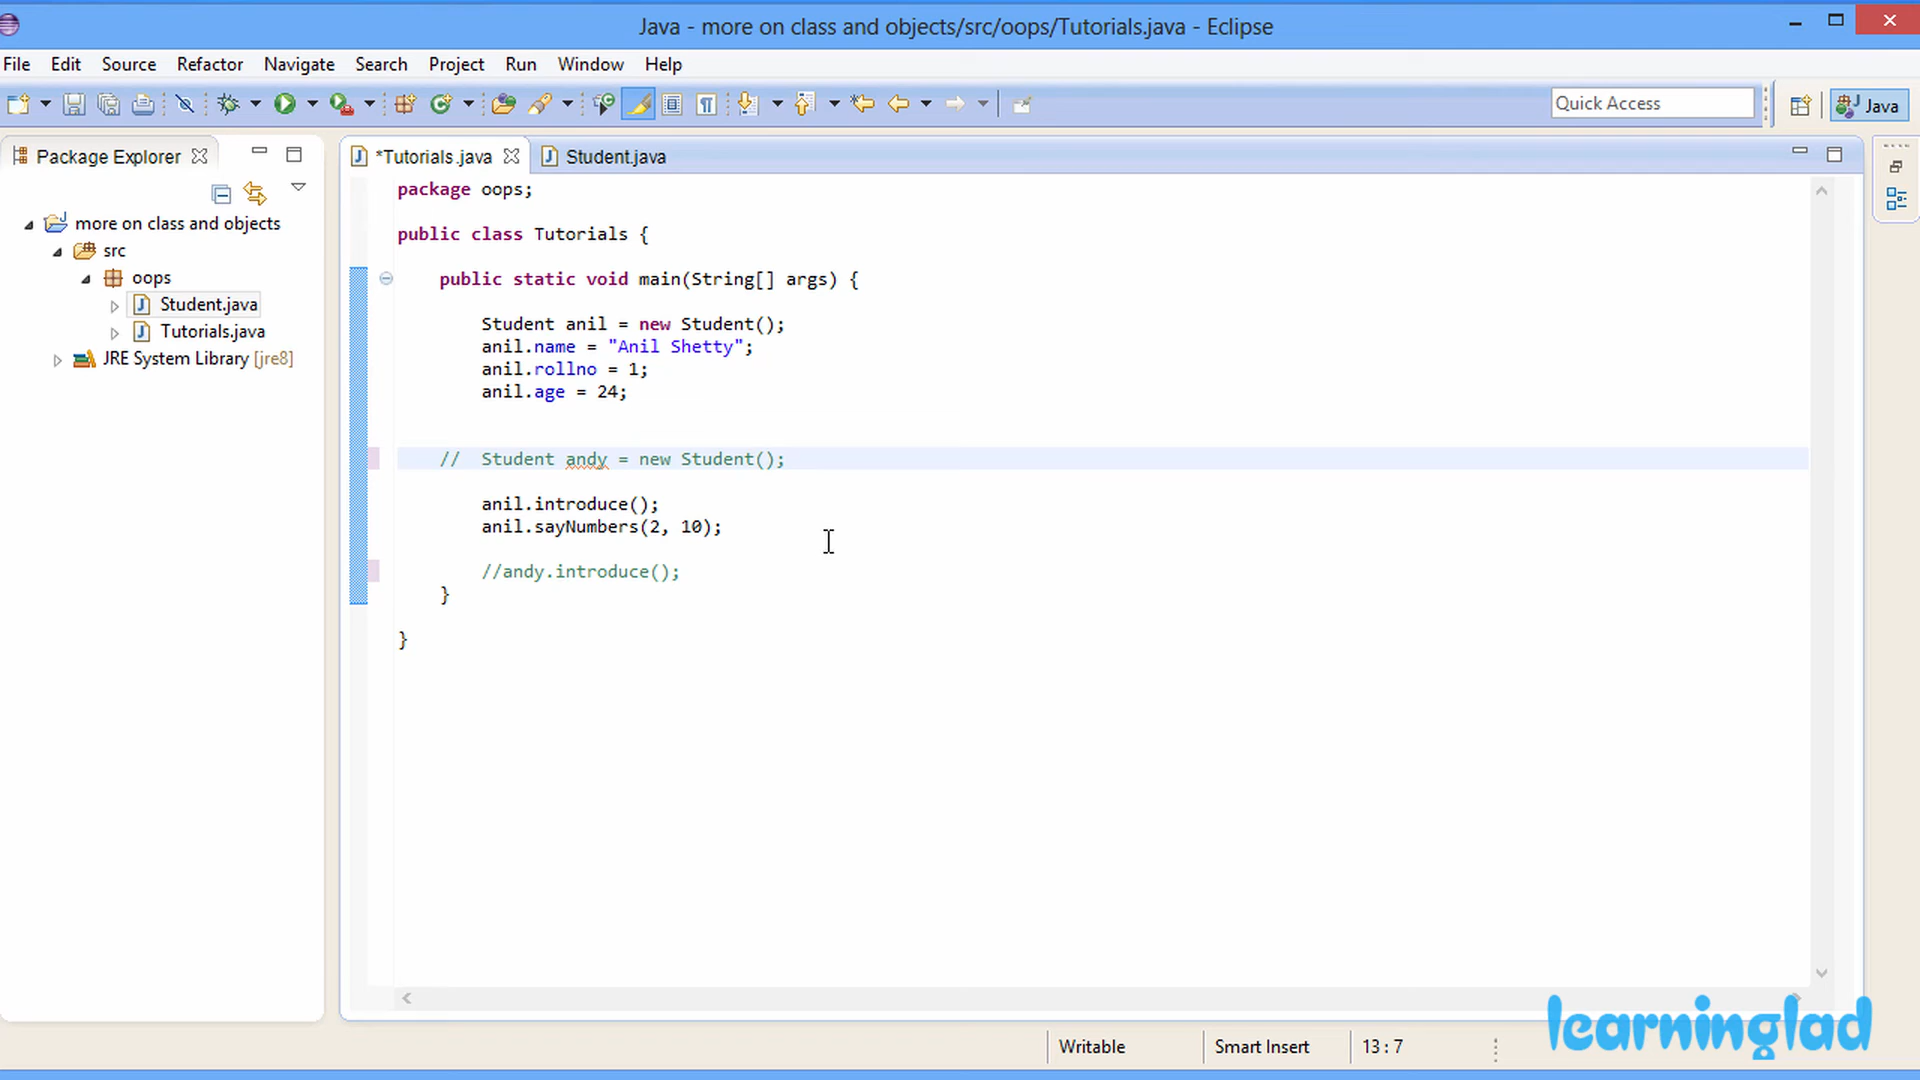 Java - more on class and objects/src/oops/Tutorials.java - Eclipse
File Edit Source Refactor Navigate Search Project Run Window Help
Quick Access
Java
Package Explorer
*Tutorials.java
Student.java
more on class and objects
src
oops
Student.java
Tutorials.java
JRE System Library [jre8]
package oops;
public class Tutorials {
public static void main(String[] args) {
Student anil = new Student();
anil.name = "Anil Shetty";
anil.rollno = 1;
anil.age = 24;
// Student andy = new Student();
anil.introduce();
anil.sayNumbers(2, 10);
//andy.introduce();
}
}
Writable
Smart Insert
13 : 7
learninglad